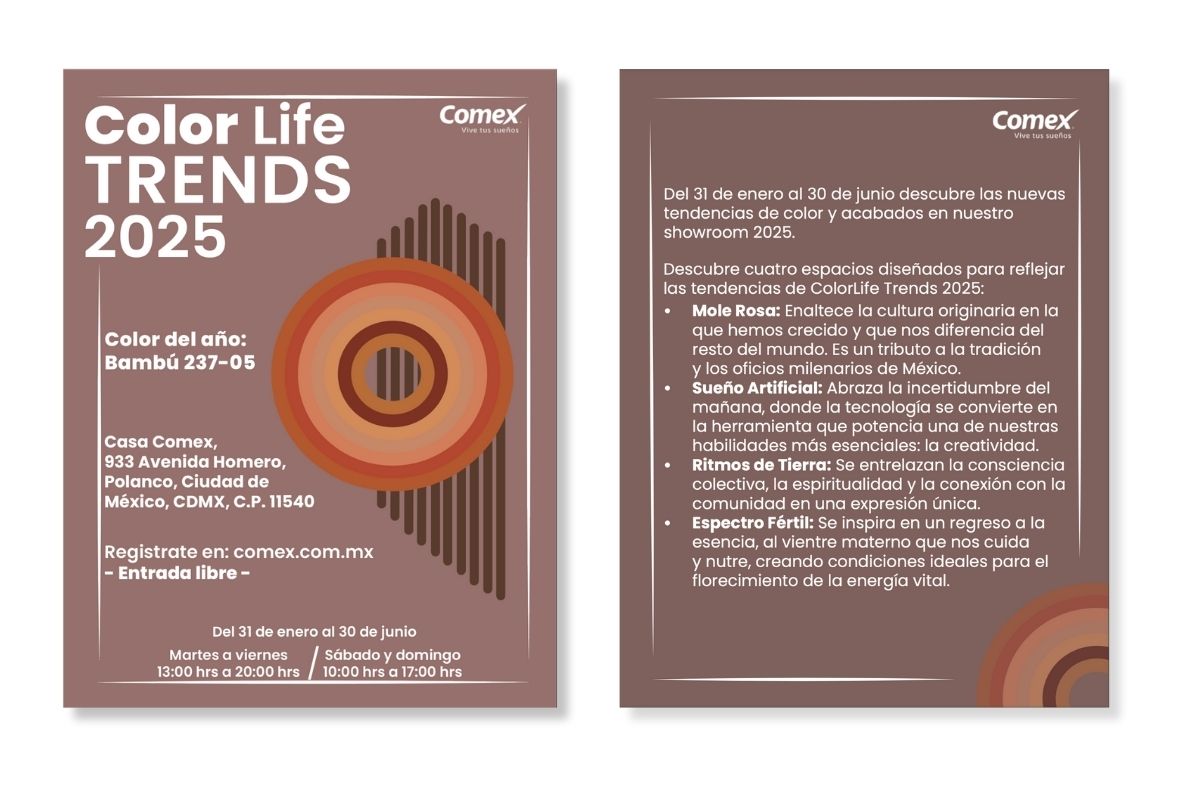 Color Life
TRENDS
2025
Comex
Vive tus sueños
Color del año:
Bambú 237-05
Casa Comex,
933 Avenida Homero,
Polanco, Ciudad de
México, CDMX, C.P. 11540
Registrate en: comex.com.mx
- Entrada libre -
Del 31 de enero al 30 de junio
Martes a viernes
13:00 hrs a 20:00 hrs
Sábado y domingo
10:00 hrs a 17:00 hrs
Comex
Vive tus sueños
Del 31 de enero al 30 de junio descubre las nuevas
tendencias de color y acabados en nuestro
showroom 2025.
Descubre cuatro espacios diseñados para reflejar
las tendencias de ColorLife Trends 2025:
• Mole Rosa: Enaltece la cultura originaria en la
que hemos crecido y que nos diferencia del
resto del mundo. Es un tributo a la tradición
y los oficios milenarios de México.
• Sueño Artificial: Abraza la incertidumbre del
mañana, donde la tecnología se convierte en
la herramienta que potencia una de nuestras
habilidades más esenciales: la creatividad.
• Ritmos de Tierra: Se entrelazan la consciencia
colectiva, la espiritualidad y la conexión con la
comunidad en una expresión única.
• Espectro Fértil: Se inspira en un regreso a la
esencia, al vientre materno que nos cuida
y nutre, creando condiciones ideales para el
florecimiento de la energía vital.